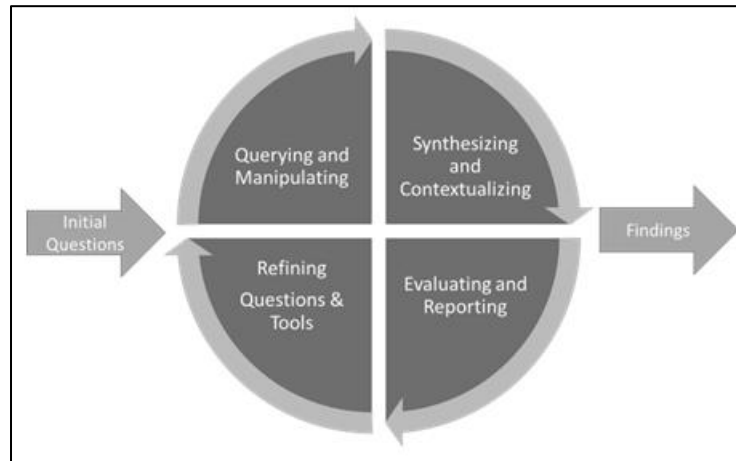 Querying and
Manipulating
Synthesizing
and
Contextualizing
Initial
Questions
Findings
Refining
Questions &
Tools
Evaluating and
Reporting